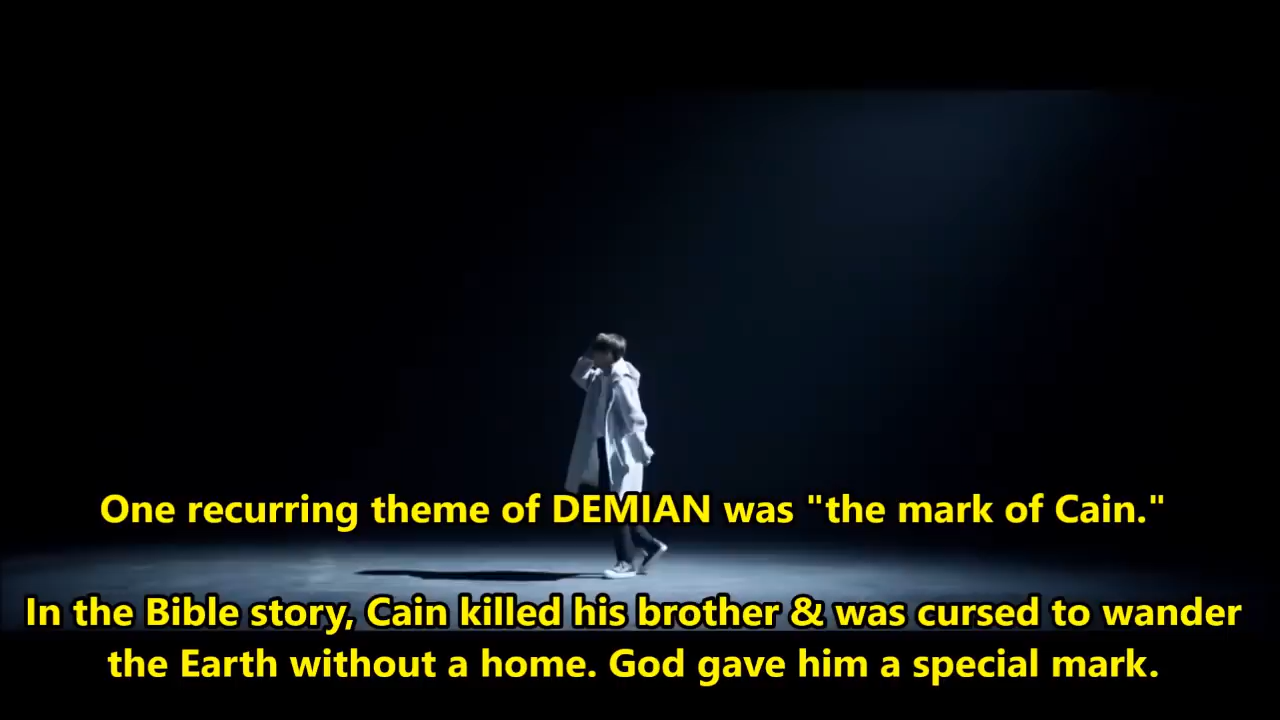 One recurring theme of DEMIAN was "the mark of Cain."
In the Bible story, Cain killed his brother & was cursed to wander
the Earth without a home. God gave him a special mark.